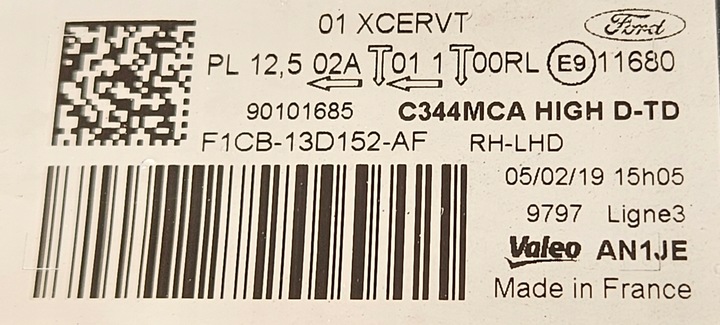 01 XCERVT Ford
PL 12,5 02A 01 1 00RL E9 11680
90101685 C344MCA HIGH D-TD
F1CB-13D152-AF RH-LHD
05/02/19 15h05
9797 Ligne3
Valeo AN1JE
Made in France